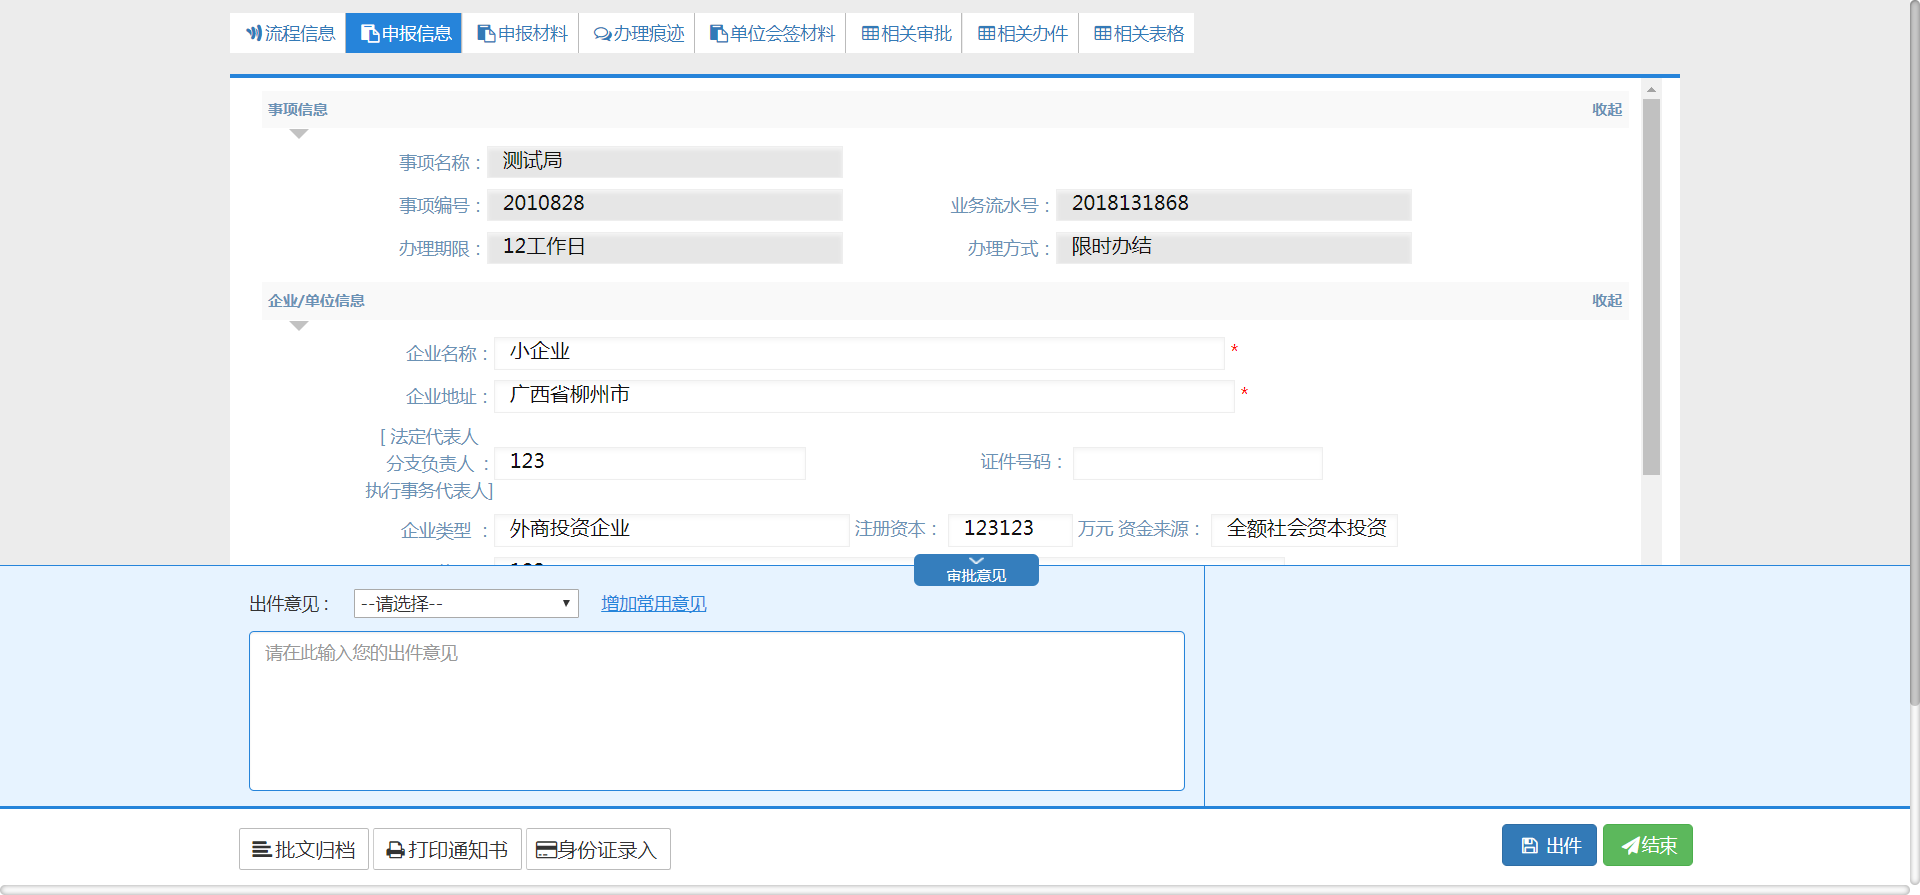 流程信息 申报信息 申报材料 办理痕迹 单位会签材料 相关审批 相关办件 相关表格
事项信息 收起
事项名称： 测试局
事项编号： 2010828 业务流水号： 2018131868
办理期限： 12工作日 办理方式： 限时办结
企业/单位信息 收起
企业名称： 小企业 *
企业地址： 广西省柳州市 *
[ 法定代表人
分支负责人 ： 123 证件号码：
执行事务代表人]
企业类型 ： 外商投资企业 注册资本： 123123 万元 资金来源： 全额社会资本投资
审批意见
出件意见： --请选择-- 增加常用意见
请在此输入您的出件意见
批文归档 打印通知书 身份证录入 出件 结束